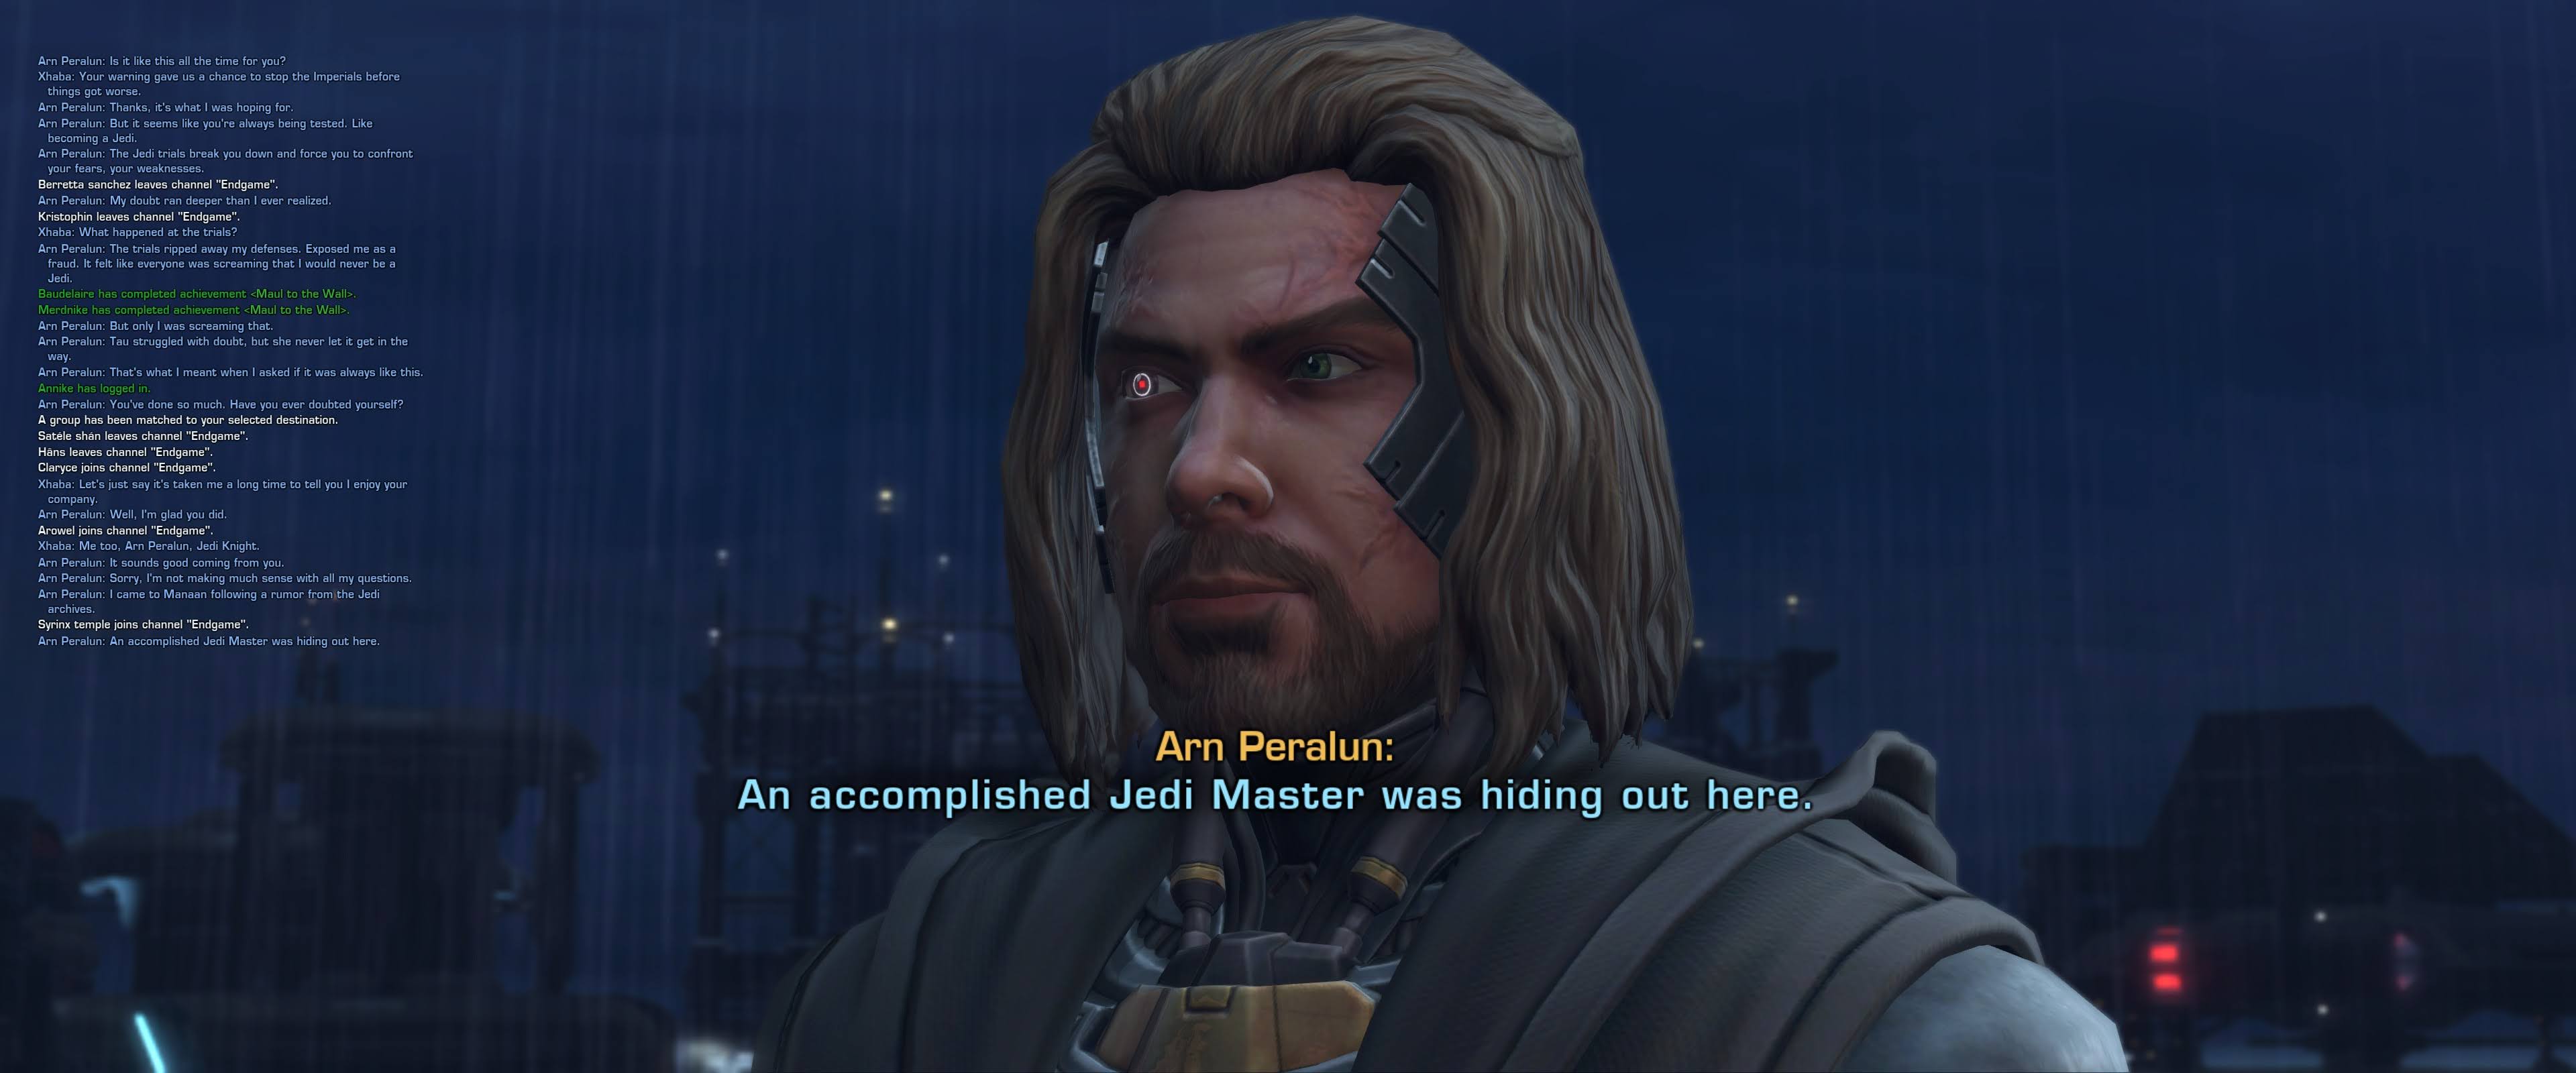 Arn Peralun: Is it like this all the time for you?
Xhaba: Your warning gave us a chance to stop the Imperials before
things got worse.
Arn Peralun: Thanks, it's what I was hoping for.
Arn Peralun: But it seems like you're always being tested. Like
becoming a Jedi.
Arn Peralun: The Jedi trials break you down and force you to confront
your fears, your weaknesses.
Berretta sanchez leaves channel "Endgame".
Arn Peralun: My doubt ran deeper than I ever realized.
Kristophin leaves channel "Endgame".
Xhaba: What happened at the trials?
Arn Peralun: The trials ripped away my defenses. Exposed me as a
fraud. It felt like everyone was screaming that I would never be a
Jedi.
Baudelaire has completed achievement <Maul to the Wall>.
Merdnike has completed achievement <Maul to the Wall>.
Arn Peralun: But only I was screaming that.
Arn Peralun: Tau struggled with doubt, but she never let it get in the
way.
Arn Peralun: That's what I meant when I asked if it was always like this.
Annike has logged in.
Arn Peralun: You've done so much. Have you ever doubted yourself?
A group has been matched to your selected destination.
Satéle shán leaves channel "Endgame".
Hâns leaves channel "Endgame".
Claryce joins channel "Endgame".
Xhaba: Let's just say it's taken me a long time to tell you I enjoy your
company.
Arn Peralun: Well, I'm glad you did.
Arowel joins channel "Endgame".
Xhaba: Me too, Arn Peralun, Jedi Knight.
Arn Peralun: It sounds good coming from you.
Arn Peralun: Sorry, I'm not making much sense with all my questions.
Arn Peralun: I came to Manaan following a rumor from the Jedi
archives.
Syrinx temple joins channel "Endgame".
Arn Peralun: An accomplished Jedi Master was hiding out here.
Arn Peralun:
An accomplished Jedi Master was hiding out here.